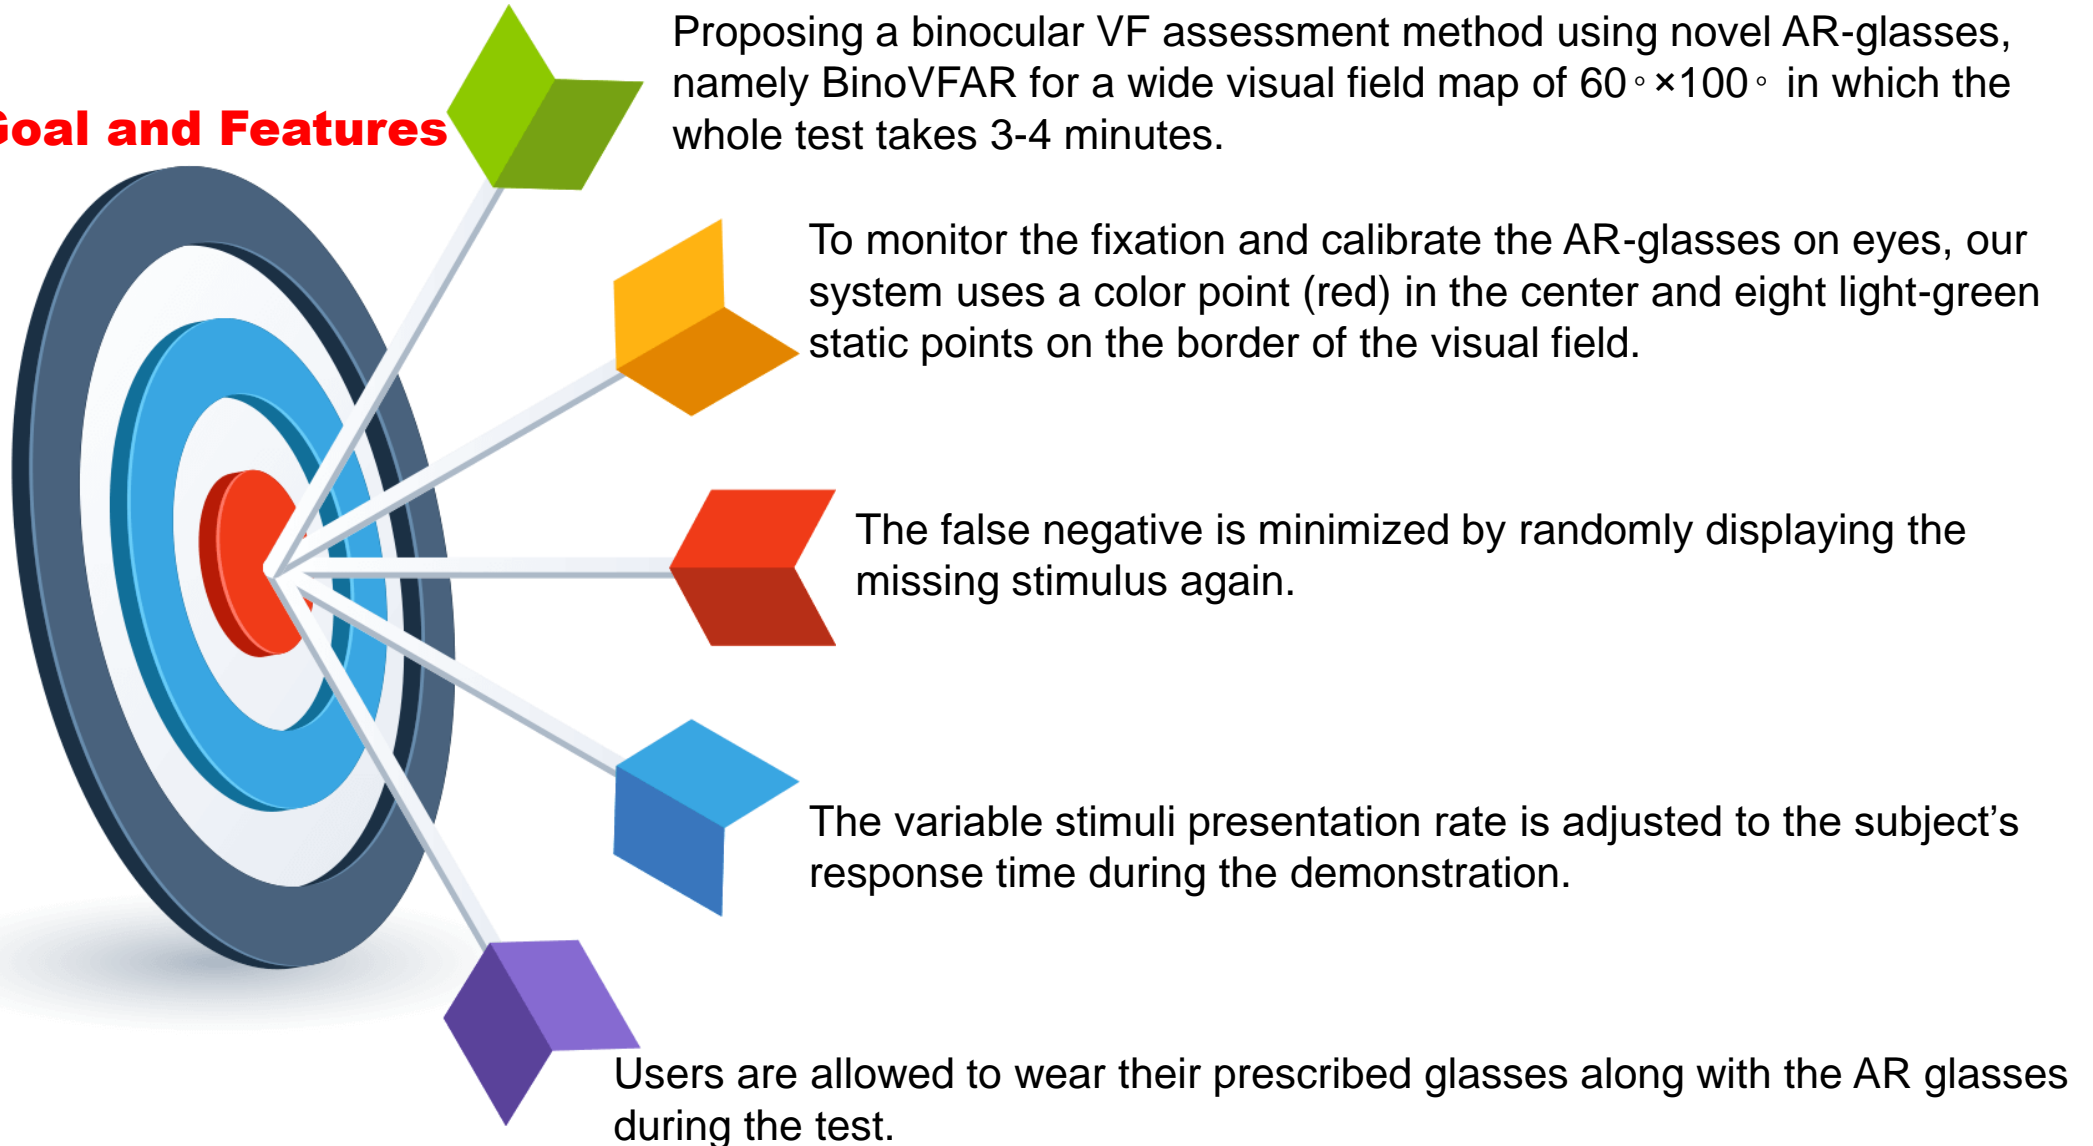 Goal and Features
Proposing a binocular VF assessment method using novel AR-glasses,
namely BinoVFAR for a wide visual field map of 60◦×100◦ in which the
whole test takes 3-4 minutes.
To monitor the fixation and calibrate the AR-glasses on eyes, our
system uses a color point (red) in the center and eight light-green
static points on the border of the visual field.
The false negative is minimized by randomly displaying the
missing stimulus again.
The variable stimuli presentation rate is adjusted to the subject’s
response time during the demonstration.
Users are allowed to wear their prescribed glasses along with the AR glasses
during the test.